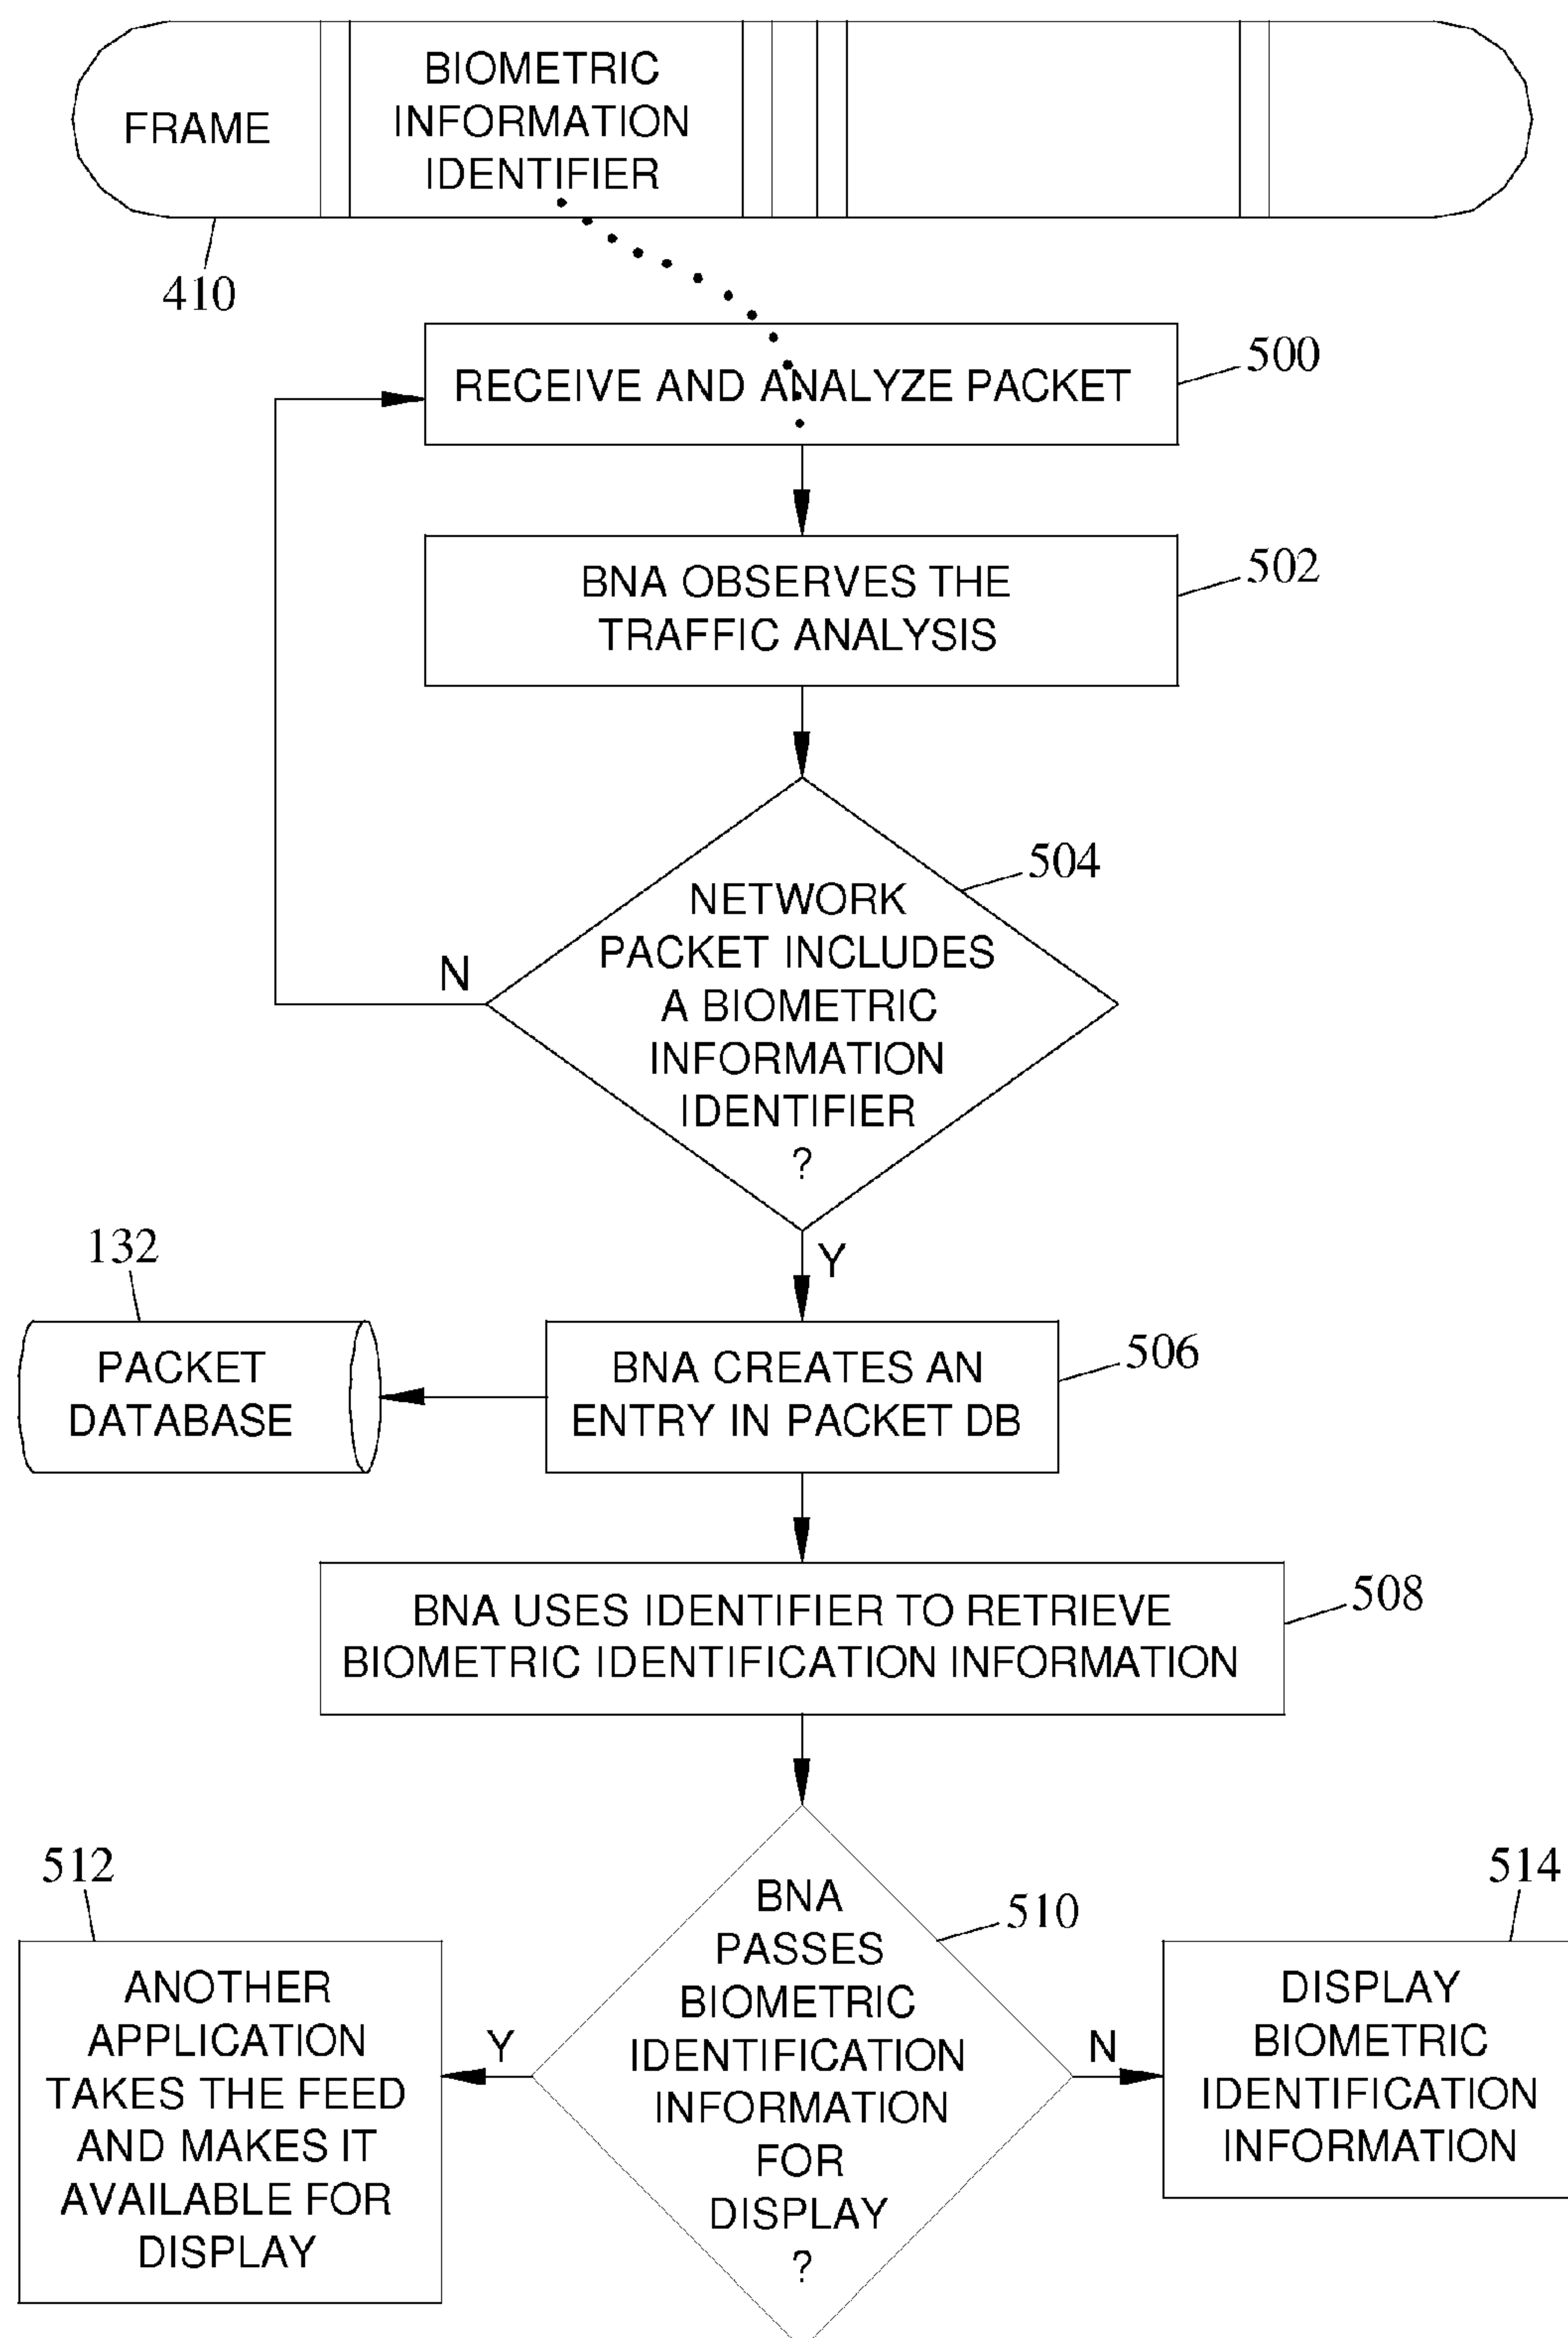 FRAME
BIOMETRIC
INFORMATION
IDENTIFIER
410
RECEIVE AND ANALYZE PACKET
500
BNA OBSERVES THE
TRAFFIC ANALYSIS
502
504
NETWORK
PACKET INCLUDES
A BIOMETRIC
INFORMATION
IDENTIFIER
?
N
Y
132
PACKET
DATABASE
BNA CREATES AN
ENTRY IN PACKET DB
506
BNA USES IDENTIFIER TO RETRIEVE
BIOMETRIC IDENTIFICATION INFORMATION
508
512
ANOTHER
APPLICATION
TAKES THE FEED
AND MAKES IT
AVAILABLE FOR
DISPLAY
Y
BNA
PASSES
BIOMETRIC
IDENTIFICATION
INFORMATION
FOR
DISPLAY
?
510
N
514
DISPLAY
BIOMETRIC
IDENTIFICATION
INFORMATION